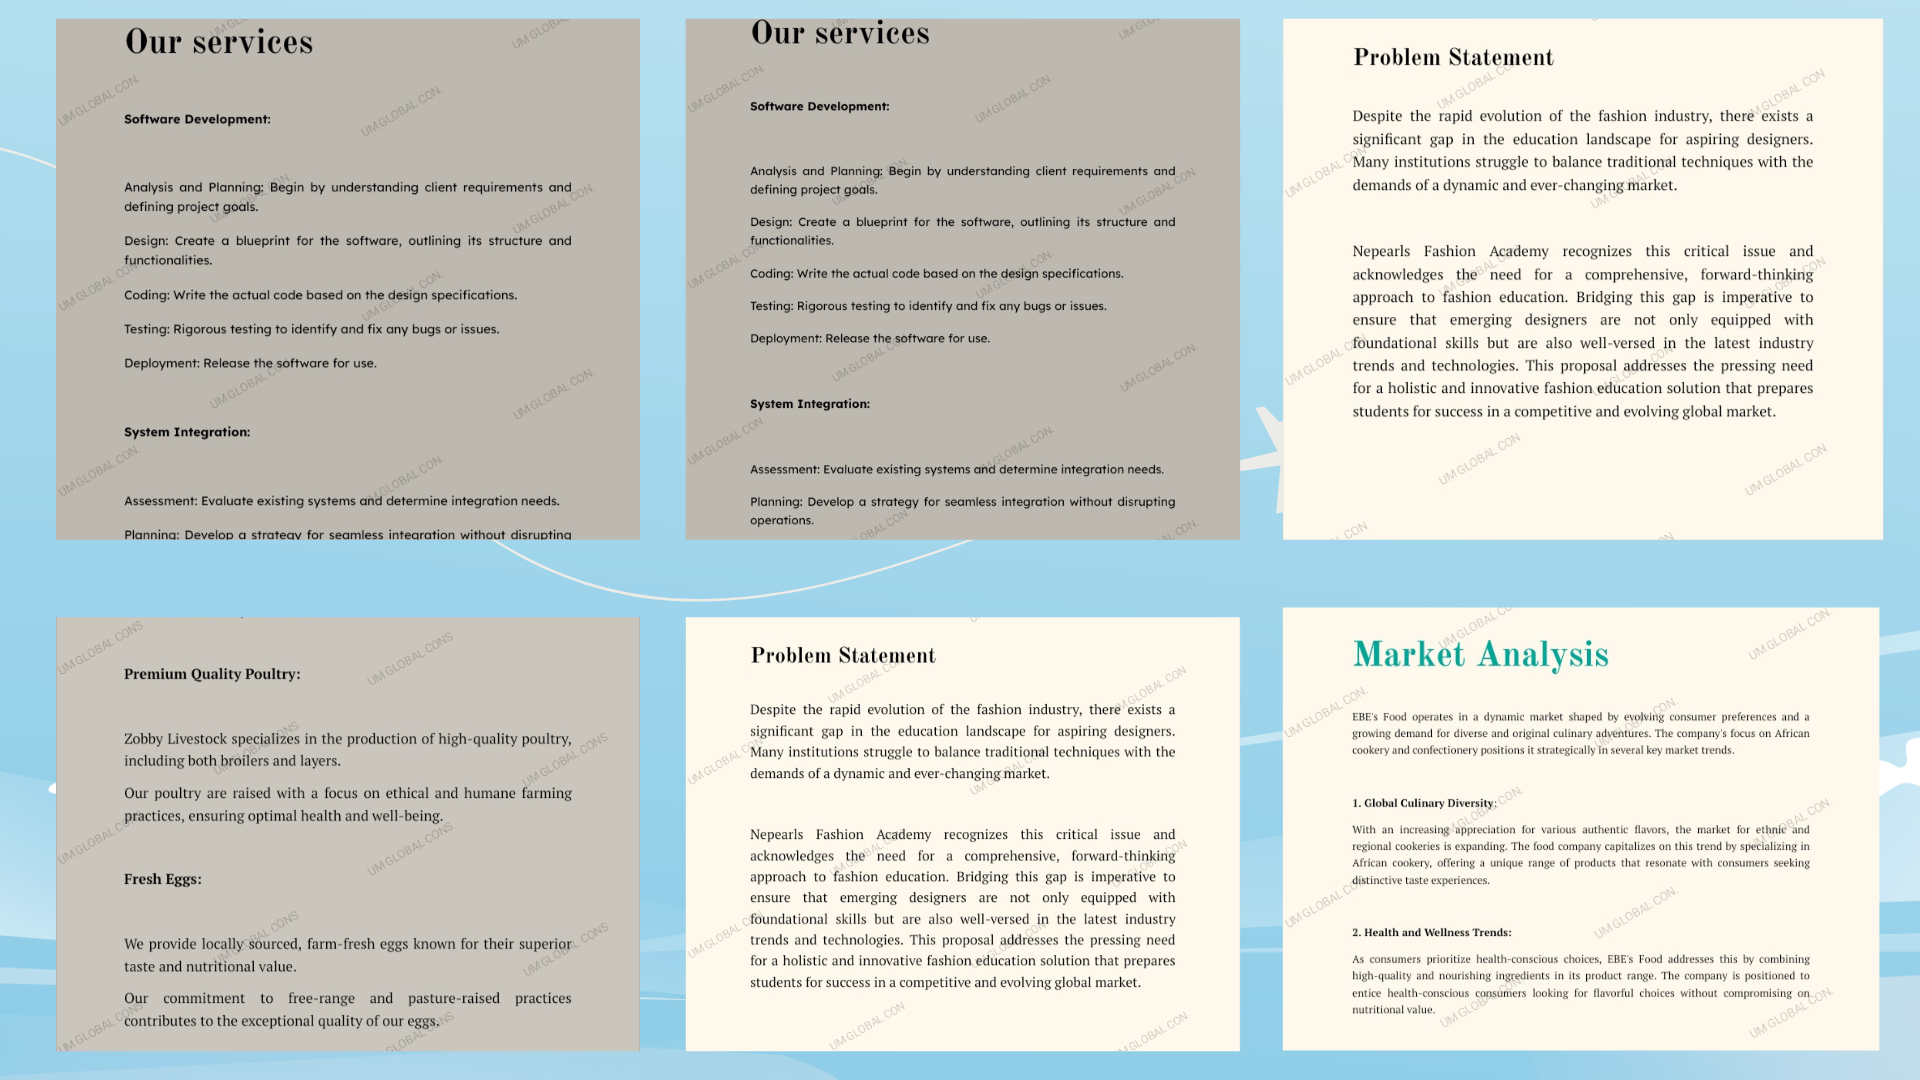 Our services
Software Development:
Analysis and Planning: Begin by understanding client requirements and
defining project goals.
Design: Create a blueprint for the software, outlining its structure and
functionalities.
Coding: Write the actual code based on the design specifications.
Testing: Rigorous testing to identify and fix any bugs or issues.
Deployment: Release the software for use.
System Integration:
Assessment: Evaluate existing systems and determine integration needs.
Planning: Develop a strategy for seamless integration without disrupting
Our services
Software Development:
Analysis and Planning: Begin by understanding client requirements and
defining project goals.
Design: Create a blueprint for the software, outlining its structure and
functionalities.
Coding: Write the actual code based on the design specifications.
Testing: Rigorous testing to identify and fix any bugs or issues.
Deployment: Release the software for use.
System Integration:
Assessment: Evaluate existing systems and determine integration needs.
Planning: Develop a strategy for seamless integration without disrupting
operations.
Problem Statement
Despite the rapid evolution of the fashion industry, there exists a
significant gap in the education landscape for aspiring designers.
Many institutions struggle to balance traditional techniques with the
demands of a dynamic and ever-changing market.
Nepearls Fashion Academy recognizes this critical issue and
acknowledges the need for a comprehensive, forward-thinking
approach to fashion education. Bridging this gap is imperative to
ensure that emerging designers are not only equipped with
foundational skills but are also well-versed in the latest industry
trends and technologies. This proposal addresses the pressing need
for a holistic and innovative fashion education solution that prepares
students for success in a competitive and evolving global market.
Premium Quality Poultry:
Zobby Livestock specializes in the production of high-quality poultry,
including both broilers and layers.
Our poultry are raised with a focus on ethical and humane farming
practices, ensuring optimal health and well-being.
Fresh Eggs:
We provide locally sourced, farm-fresh eggs known for their superior
taste and nutritional value.
Our commitment to free-range and pasture-raised practices
contributes to the exceptional quality of our eggs.
Problem Statement
Despite the rapid evolution of the fashion industry, there exists a
significant gap in the education landscape for aspiring designers.
Many institutions struggle to balance traditional techniques with the
demands of a dynamic and ever-changing market.
Nepearls Fashion Academy recognizes this critical issue and
acknowledges the need for a comprehensive, forward-thinking
approach to fashion education. Bridging this gap is imperative to
ensure that emerging designers are not only equipped with
foundational skills but are also well-versed in the latest industry
trends and technologies. This proposal addresses the pressing need
for a holistic and innovative fashion education solution that prepares
students for success in a competitive and evolving global market.
Market Analysis
EBE's Food operates in a dynamic market shaped by evolving consumer preferences and a
growing demand for diverse and original culinary adventures. The company's focus on African
cookery and confectionery positions it strategically in several key market trends.
1. Global Culinary Diversity:
With an increasing appreciation for various authentic flavors, the market for ethnic and
regional cookeries is expanding. The food company capitalizes on this trend by specializing in
African cookery, offering a unique range of products that resonate with consumers seeking
distinctive taste experiences.
2. Health and Wellness Trends:
As consumers prioritize health-conscious choices, EBE's Food addresses this by combining
high-quality and nourishing ingredients in its product range. The company is positioned to
entice health-conscious consumers looking for flavorful choices without compromising on
nutritional value.
UM GLOBAL CON.
UM GLOBAL CONS